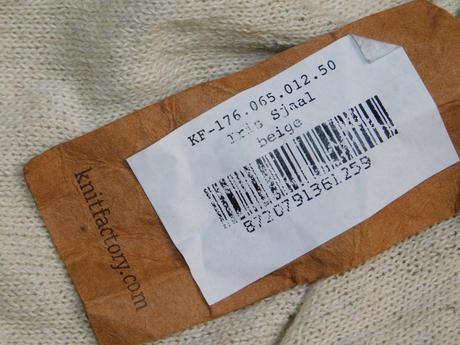 KF-176.065.012.50
Iris Sjaal
beige
8720791361259
knitfactory.com